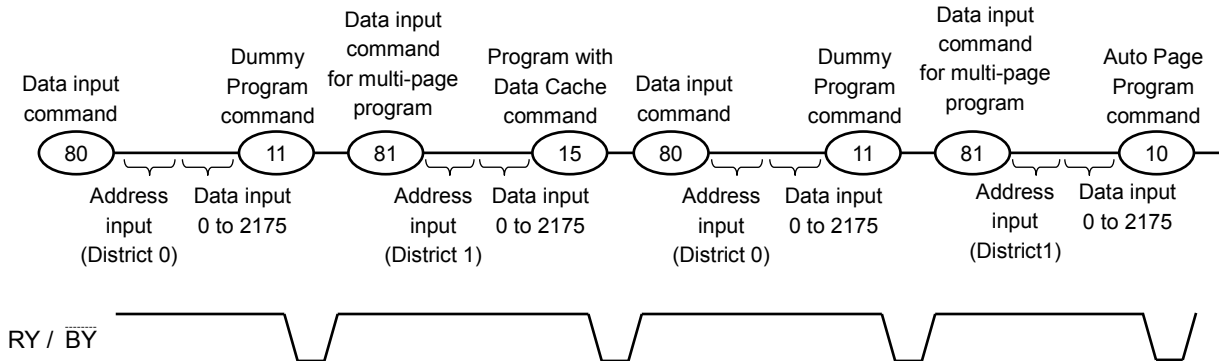 Data input
command
Dummy
Program
command
Data input
command
for multi-page
program
Program with
Data Cache
command
Data input
command
Dummy
Program
command
Data input
command
for multi-page
program
Auto Page
Program
command
80
11
81
15
80
11
81
10
Address
input
(District 0)
Data input
0 to 2175
Address
input
(District 1)
Data input
0 to 2175
Address
input
(District 0)
Data input
0 to 2175
Address
input
(District1)
Data input
0 to 2175
RY / BY